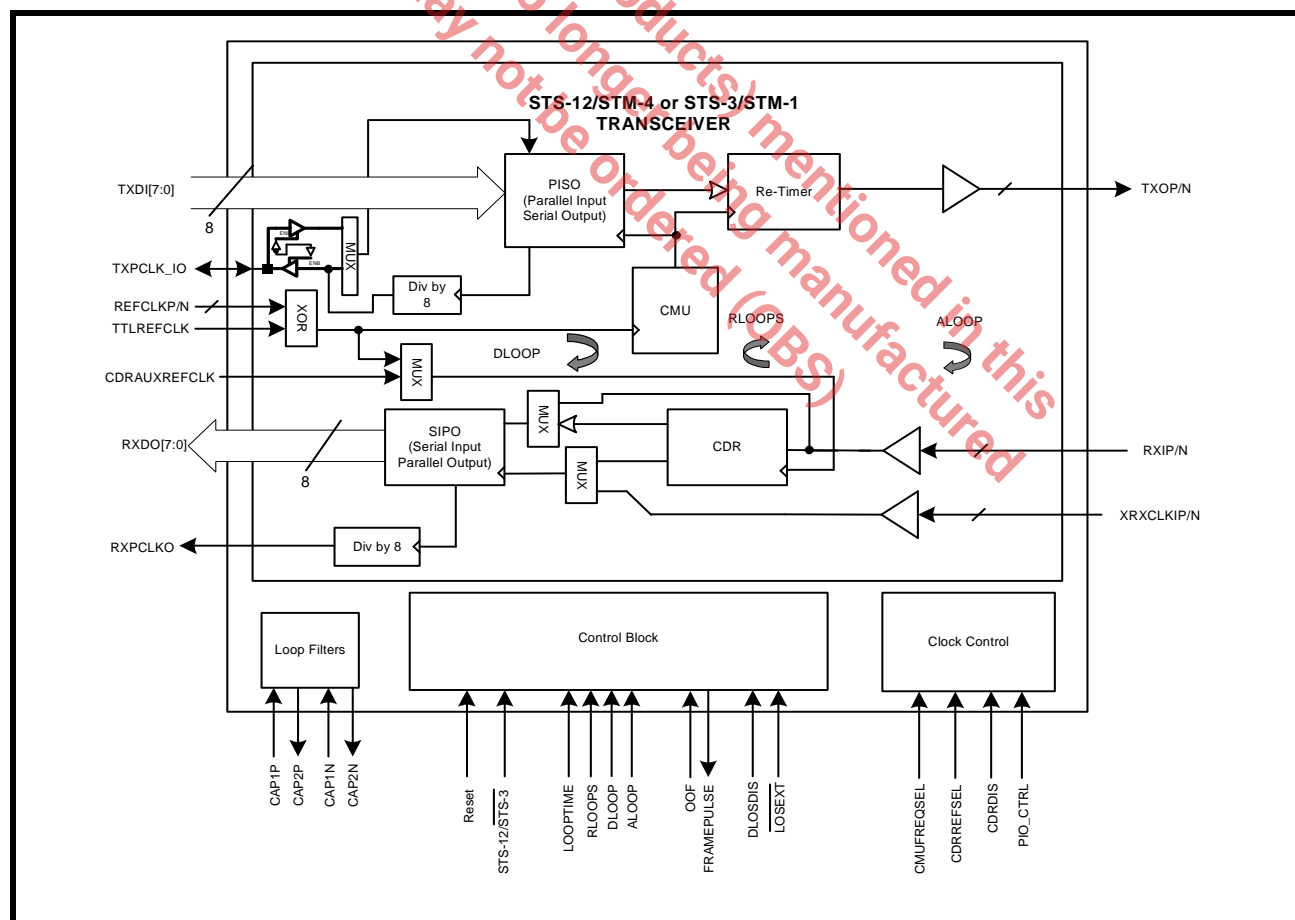 oducts) mentioned in this
o longer being manufactured
ay not be ordered (OBS)
STS-12/STM-4 or STS-3/STM-1
TRANSCEIVER
TXDI[7:0]
8
PISO
(Parallel Input
Serial Output)
Re-Timer
TXOP/N
ENB
MUX
ENB
TXPCLK_IO
Div by
8
REFCLKP/N
XOR
TTLREFCLK
CMU
DLOOP
RLOOPS
ALOOP
CDRAUXREFCLK
MUX
RXDO[7:0]
8
SIPO
(Serial Input
Parallel Output)
MUX
MUX
CDR
RXIP/N
XRXCLKIP/N
RXPCLKO
Div by 8
Loop Filters
Control Block
Clock Control
CAP1P
CAP2P
CAP1N
CAP2N
Reset
STS-12/STS-3
LOOPTIME
RLOOPS
DLOOP
ALOOP
OOF
FRAMEPULSE
DLOSDIS
LOSEXT
CMUFREQSEL
CDRREFSEL
CDRDIS
PIO_CTRL